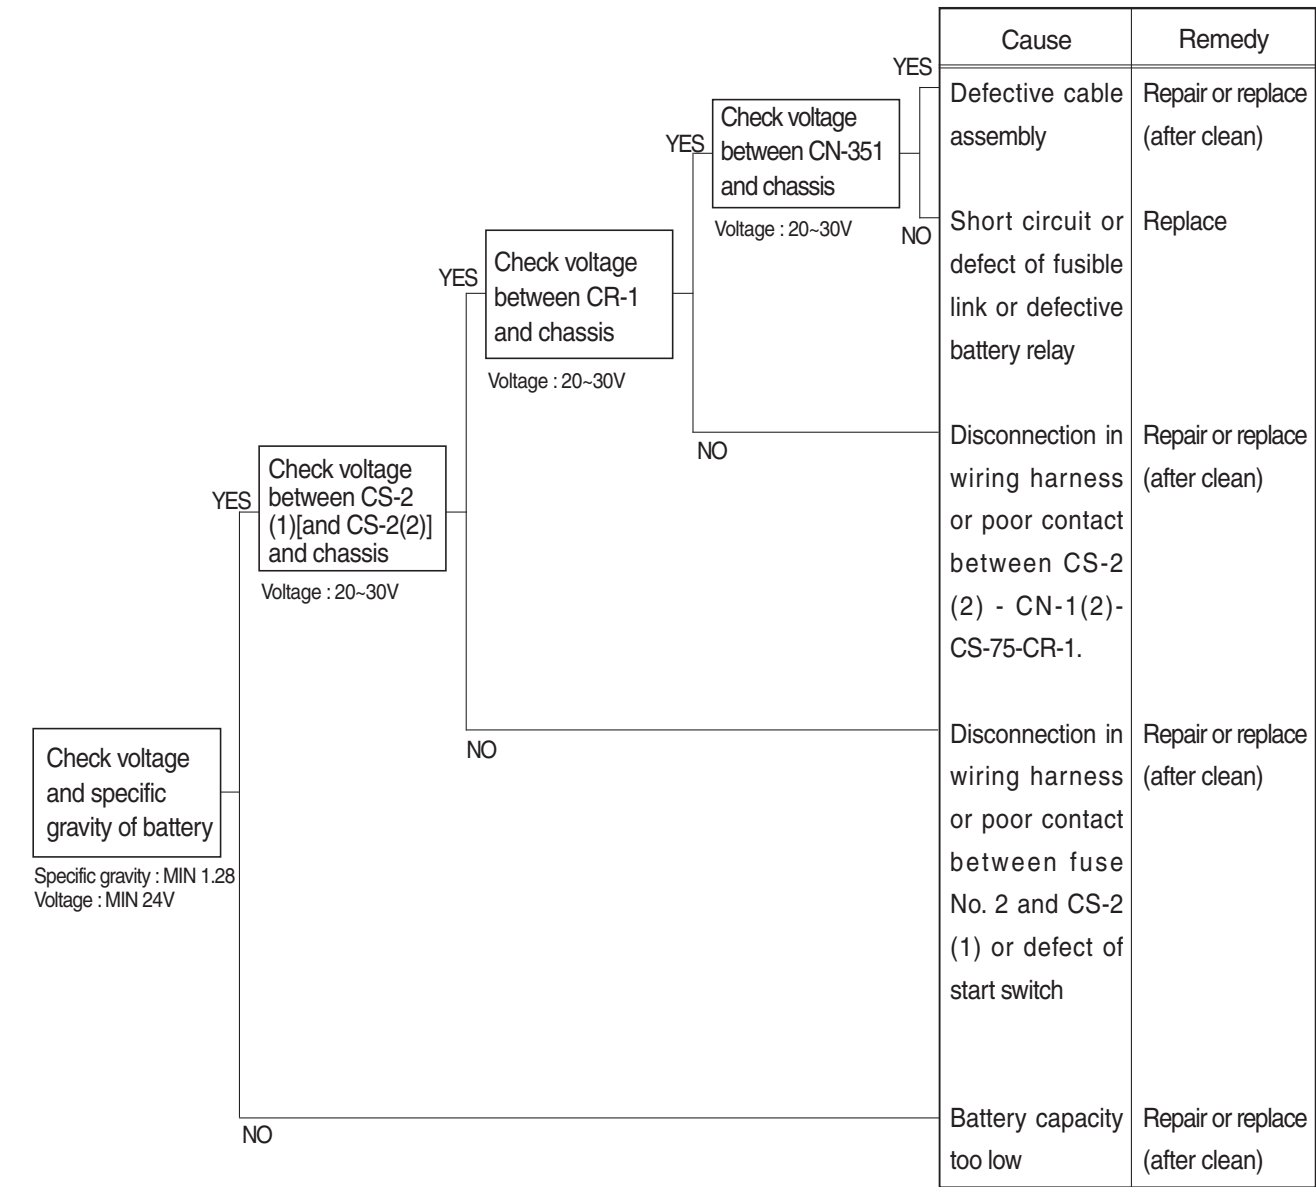 Cause
Remedy
YES
Defective cable
assembly
Repair or replace
(after clean)
Check voltage
between CN-351
and chassis
YES
Voltage : 20~30V
NO
Short circuit or
defect of fusible
link or defective
battery relay
Replace
Check voltage
between CR-1
and chassis
YES
Voltage : 20~30V
NO
Disconnection in
wiring harness
or poor contact
between CS-2
(2) - CN-1(2)-
CS-75-CR-1.
Repair or replace
(after clean)
Check voltage
between CS-2
(1)[and CS-2(2)]
and chassis
YES
Voltage : 20~30V
NO
Disconnection in
wiring harness
or poor contact
between fuse
No. 2 and CS-2
(1) or defect of
start switch
Repair or replace
(after clean)
Check voltage
and specific
gravity of battery
Specific gravity : MIN 1.28
Voltage : MIN 24V
NO
Battery capacity
too low
Repair or replace
(after clean)